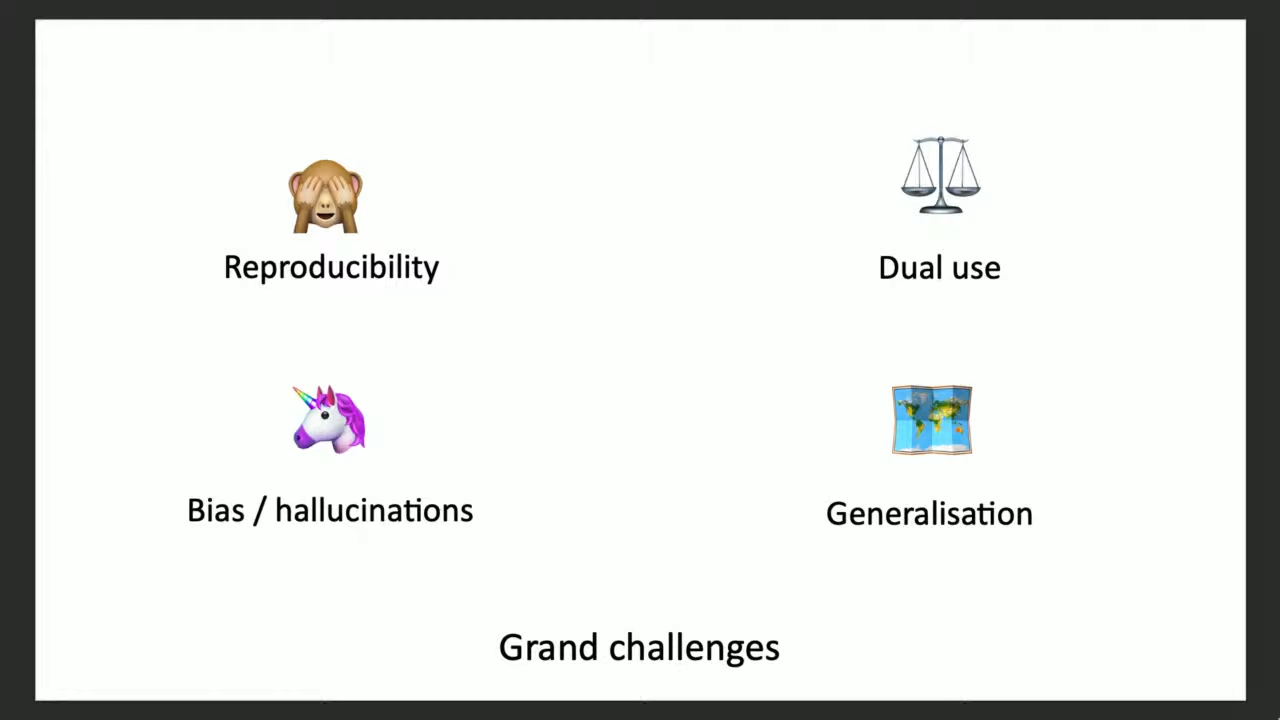 Reproducibility
Dual use
Bias / hallucinations
Generalisation
Grand challenges